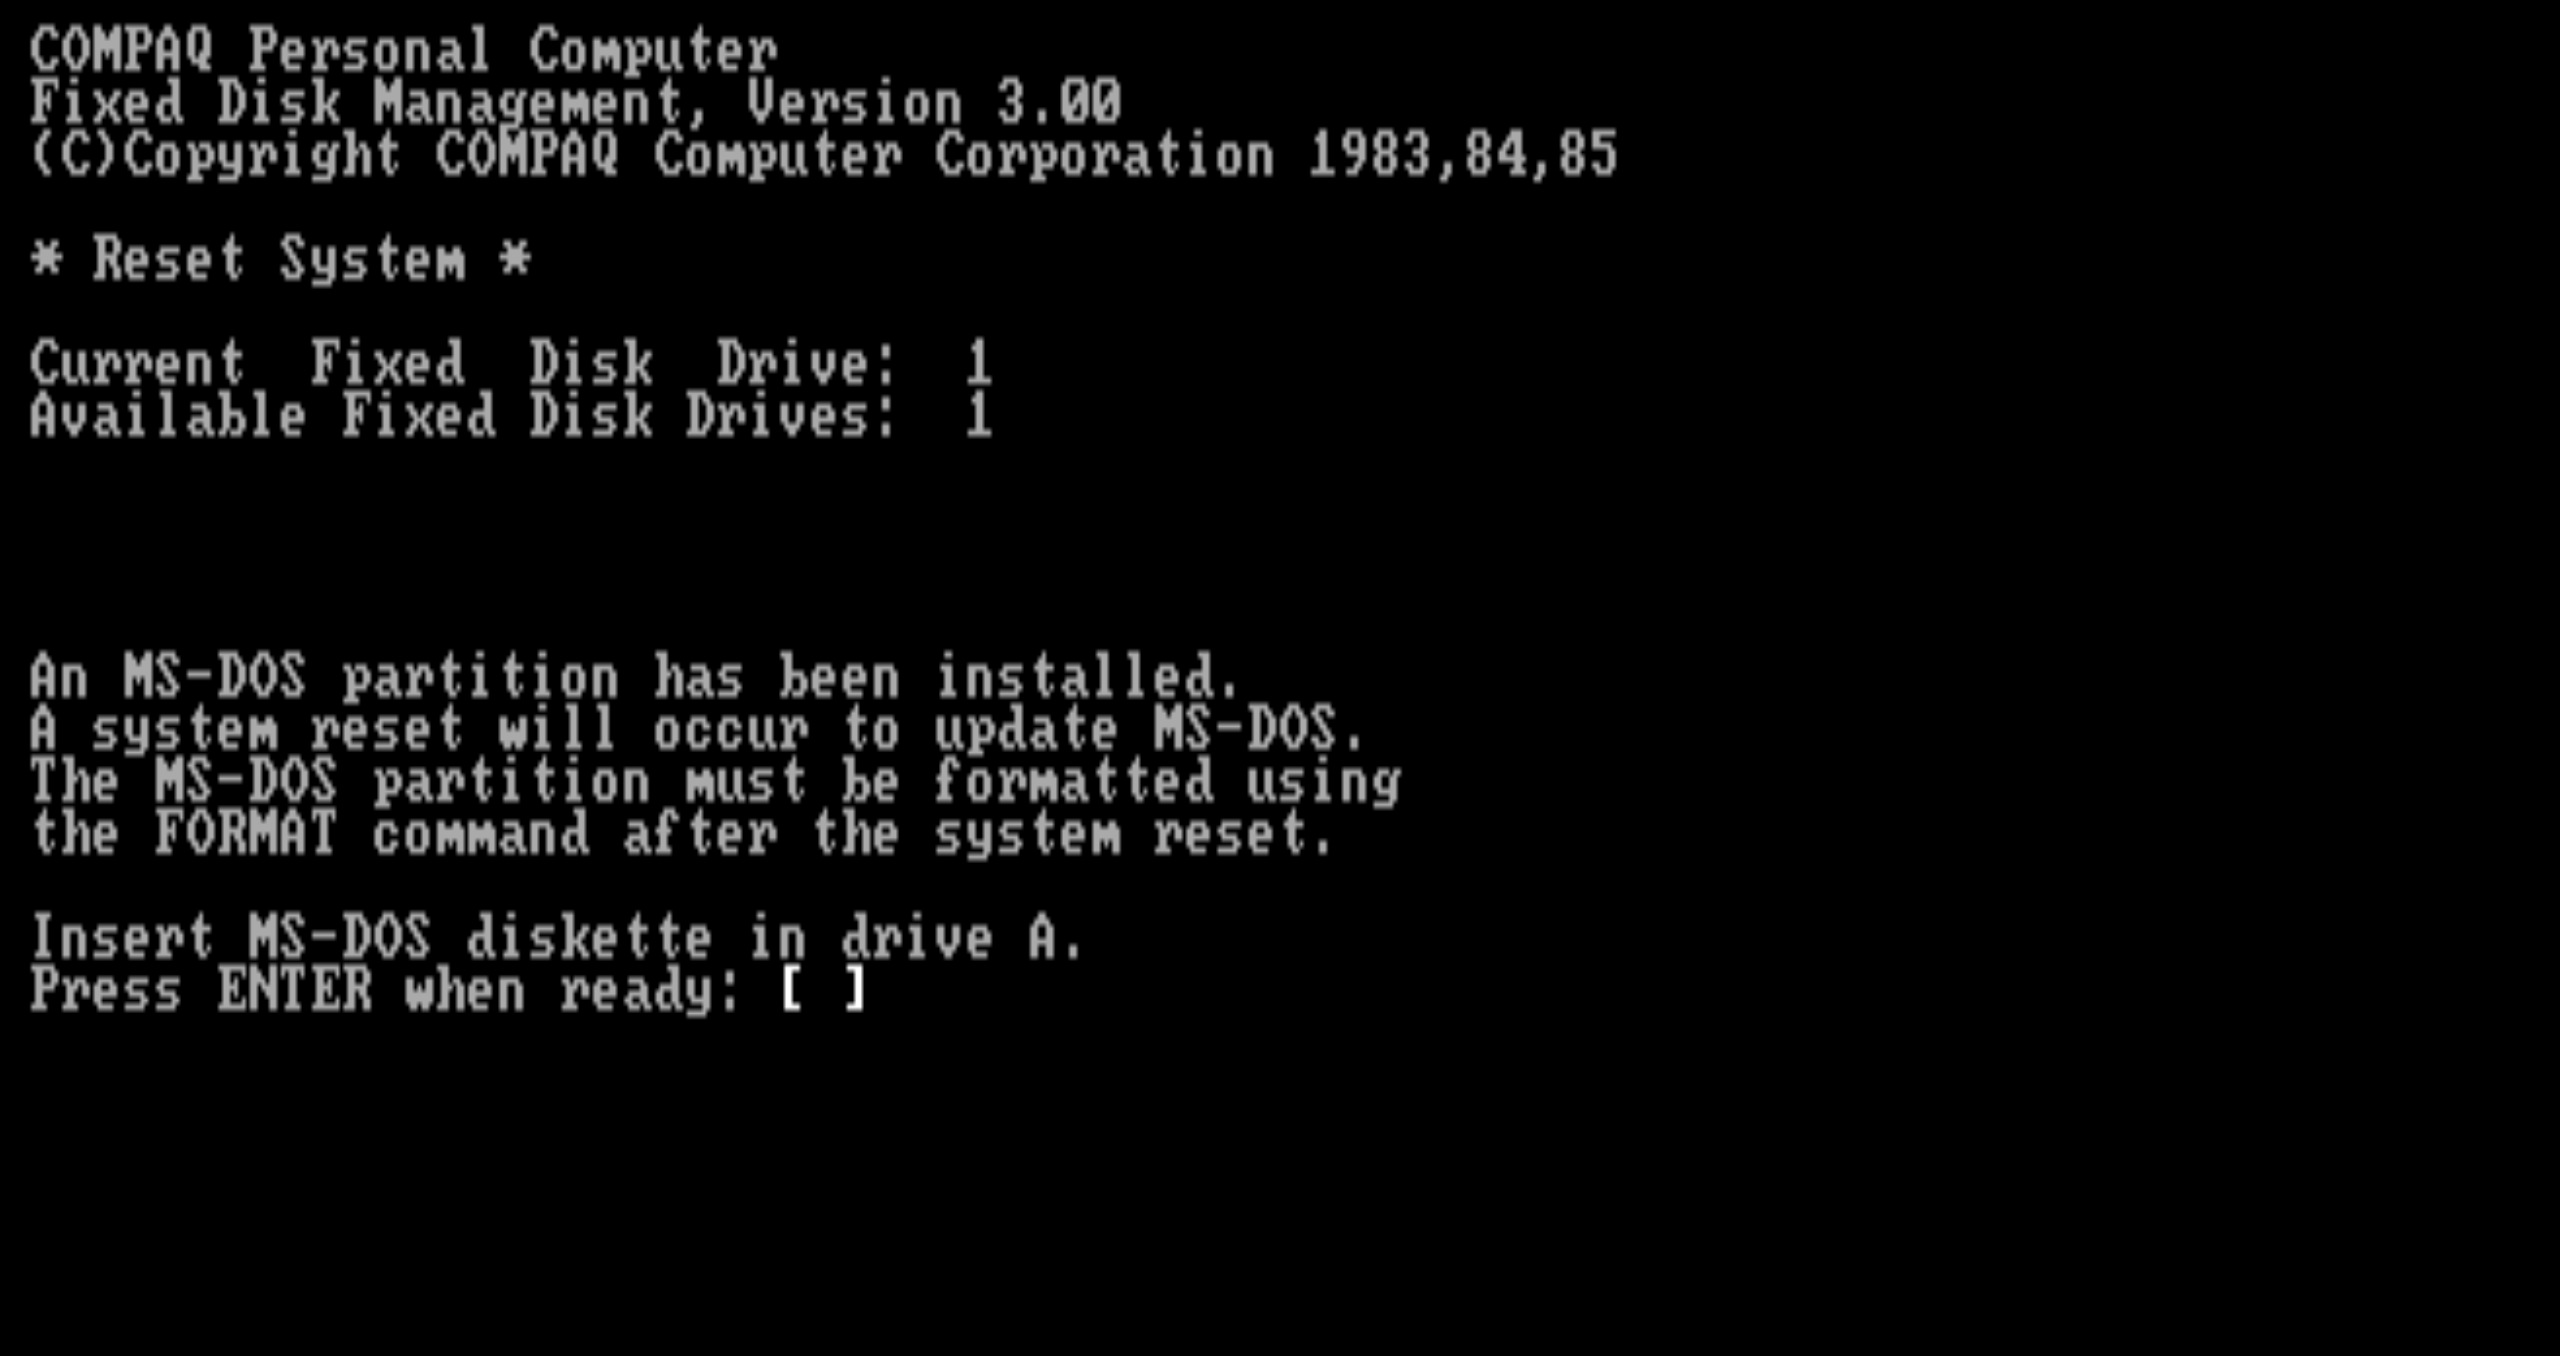 COMPAQ Personal Computer
Fixed Disk Management, Version 3.00
(C)Copyright COMPAQ Computer Corporation 1983,84,85
* Reset System *
Current  Fixed  Disk  Drive:  1
Available Fixed Disk Drives:  1
An MS-DOS partition has been installed.
A system reset will occur to update MS-DOS.
The MS-DOS partition must be formatted using
the FORMAT command after the system reset.
Insert MS-DOS diskette in drive A.
Press ENTER when ready: [ ]